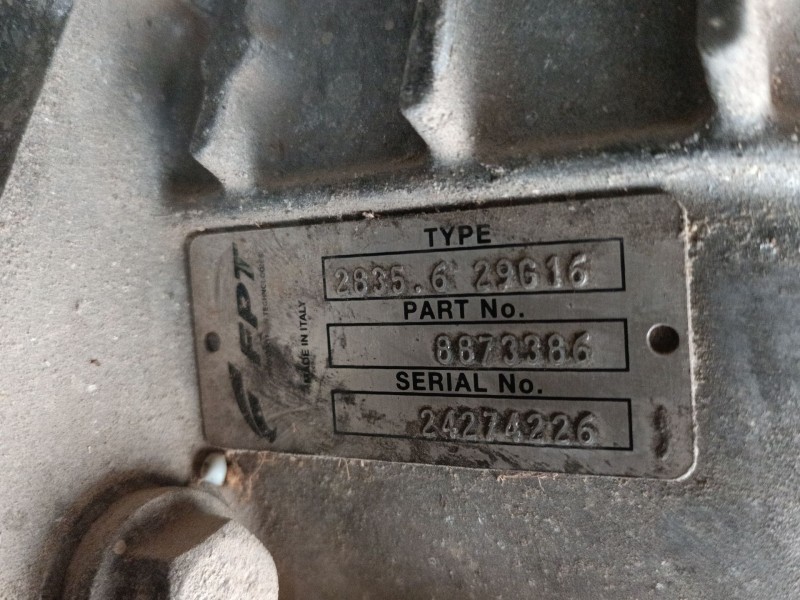 FPT
MADE IN ITALY
TYPE
2835.6 29G16
PART No.
8873386
SERIAL No.
24274226